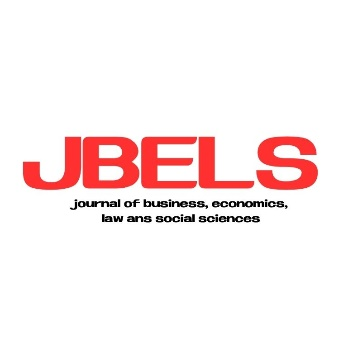 JBELS
journal of business, economics,
law ans social sciences